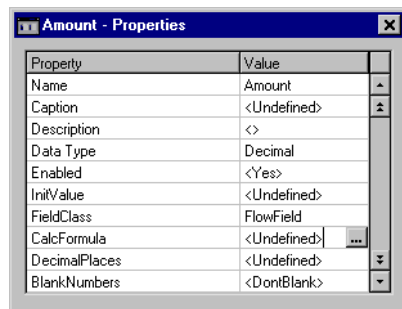 Amount - Properties
Property Value
Name Amount
Caption <Undefined>
Description <>
Data Type Decimal
Enabled <Yes>
InitValue <Undefined>
FieldClass FlowField
CalcFormula <Undefined> ...
DecimalPlaces <Undefined>
BlankNumbers <DontBlank>